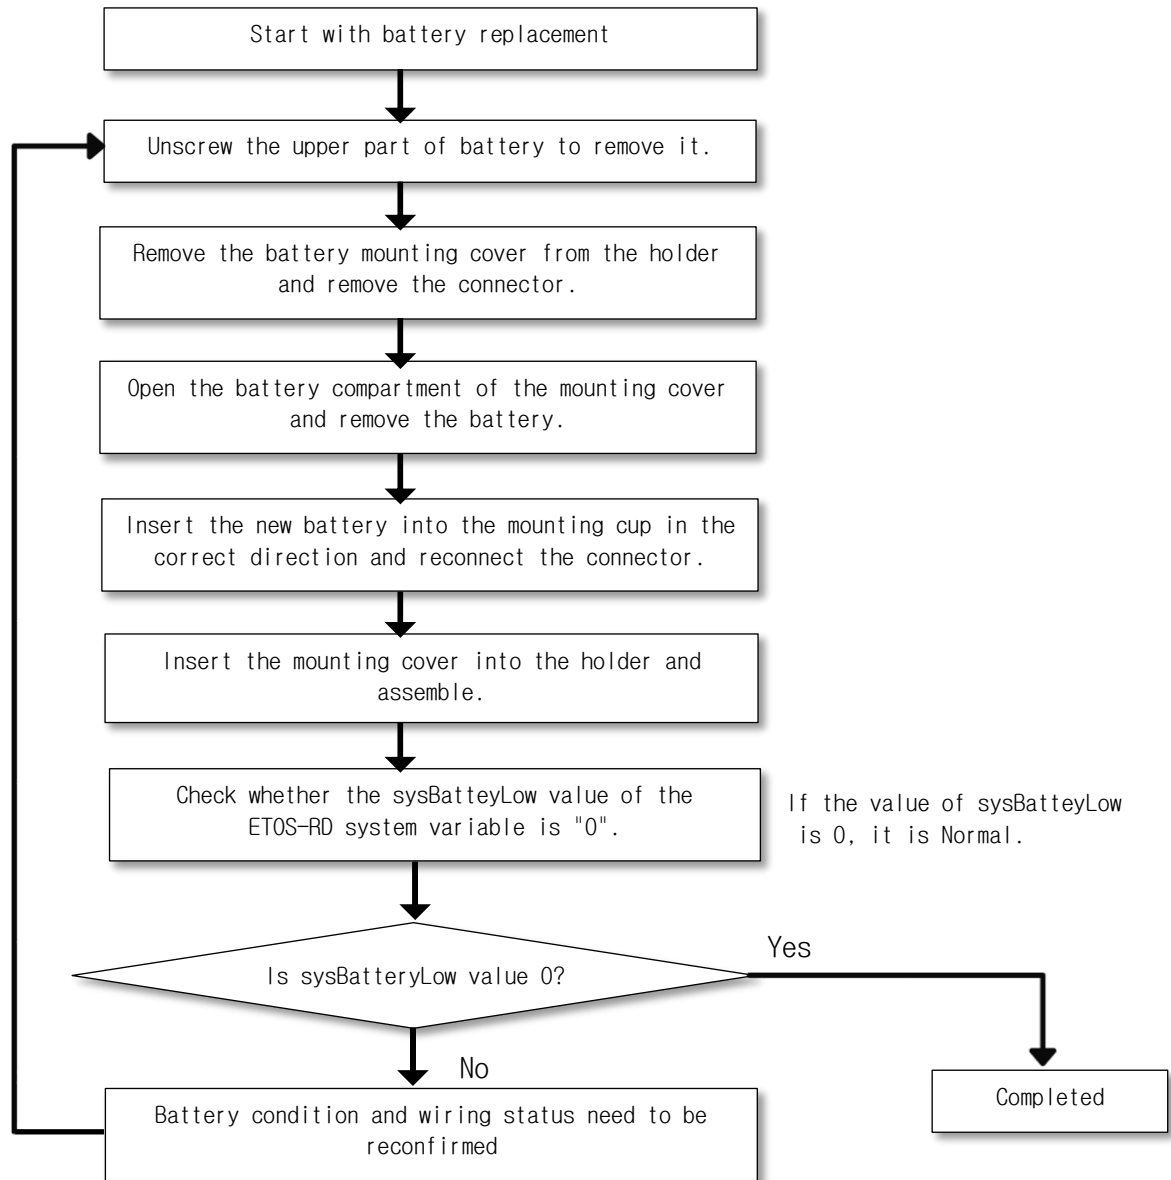 Start with battery replacement
Unscrew the upper part of battery to remove it.
Remove the battery mounting cover from the holder
and remove the connector.
Open the battery compartment of the mounting cover
and remove the battery.
Insert the new battery into the mounting cup in the
correct direction and reconnect the connector.
Insert the mounting cover into the holder and
assemble.
Check whether the sysBatteyLow value of the
ETOS-RD system variable is "0".
If the value of sysBatteyLow
is 0, it is Normal.
Is sysBatteryLow value 0?
Yes
No
Completed
Battery condition and wiring status need to be
reconfirmed